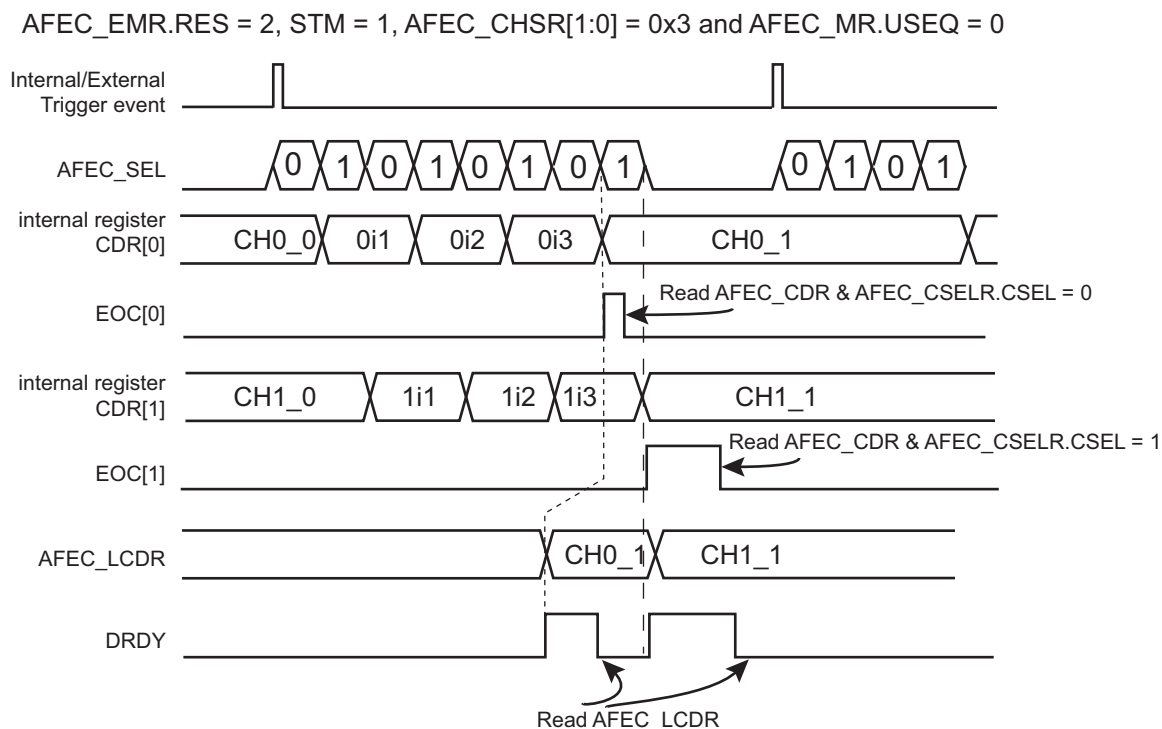 AFEC_EMR.RES = 2, STM = 1, AFEC_CHSR[1:0] = 0x3 and AFEC_MR.USEQ = 0
Internal/External
Trigger event
AFEC_SEL
0 1 0 1 0 1 0 1 0 1 0 1
internal register
CDR[0]
CH0_0 0i1 0i2 0i3 CH0_1
Read AFEC_CDR & AFEC_CSELR.CSEL = 0
EOC[0]
internal register
CDR[1]
CH1_0 1i1 1i2 1i3 CH1_1
Read AFEC_CDR & AFEC_CSELR.CSEL = 1
EOC[1]
AFEC_LCDR
CH0_1 CH1_1
DRDY
Read AFEC_LCDR